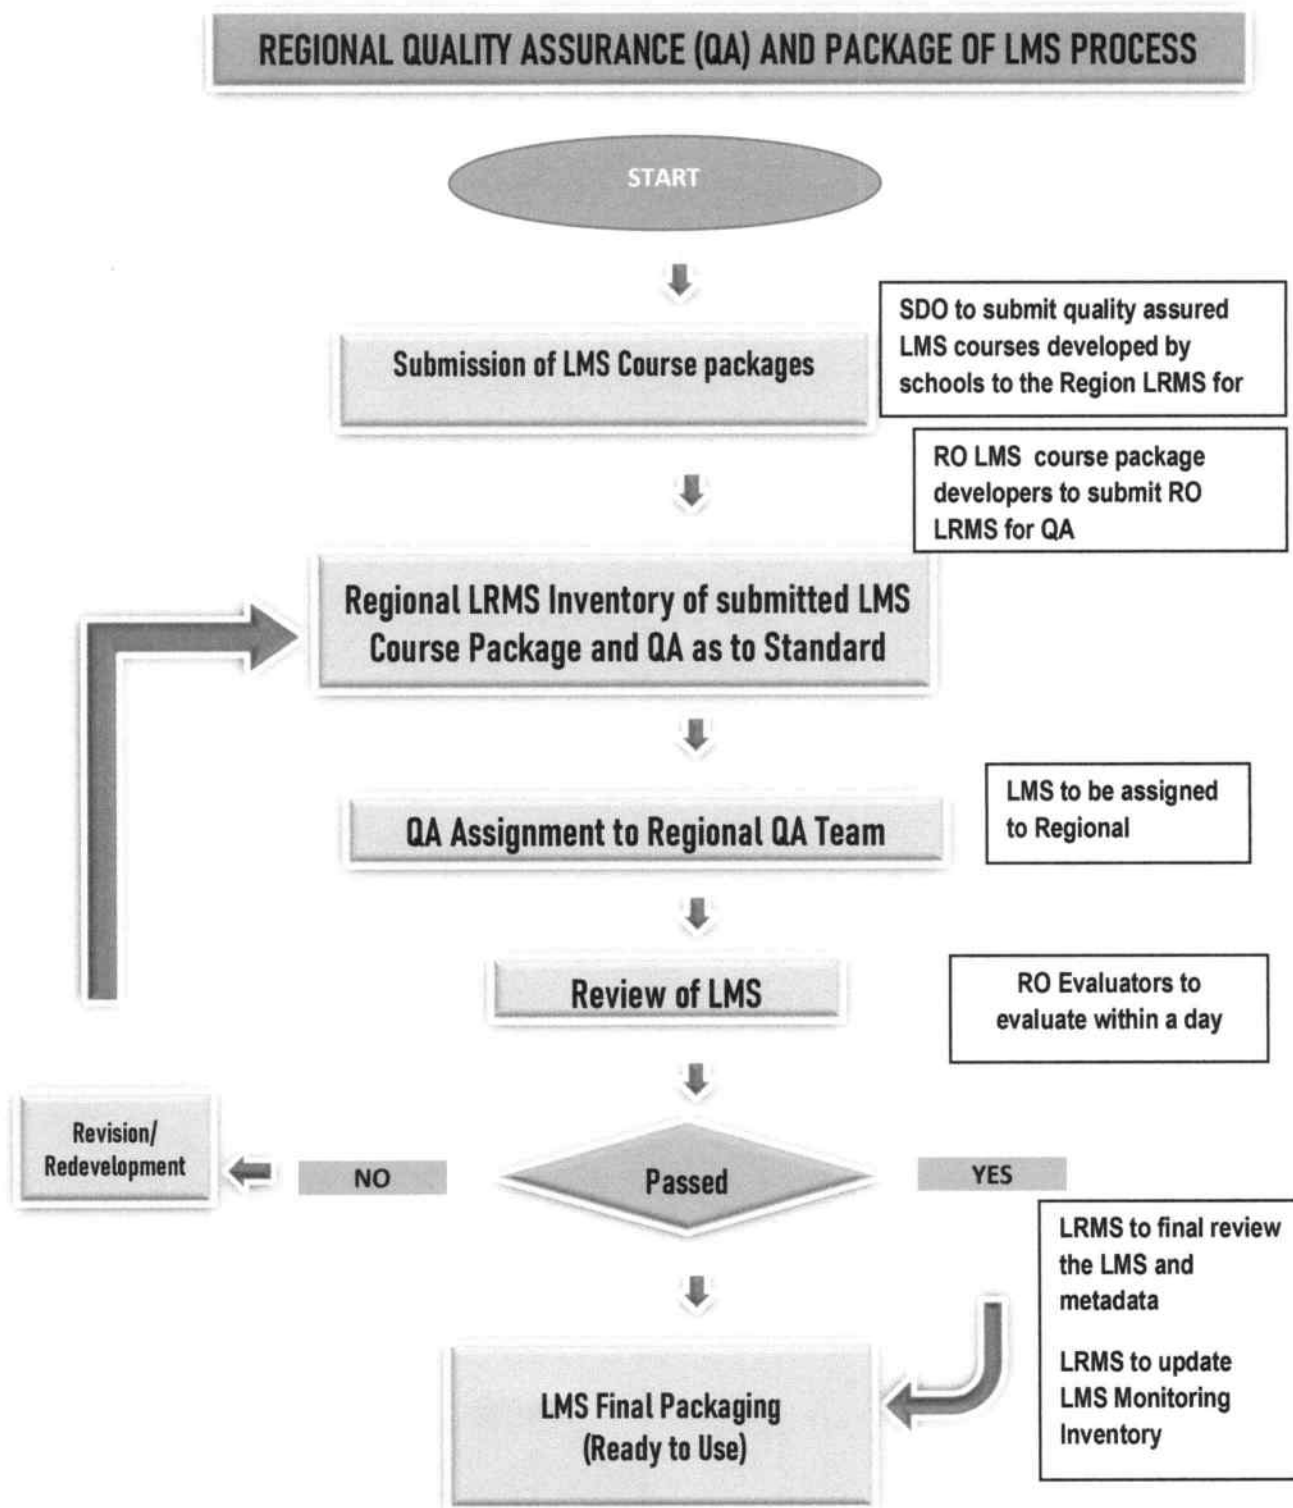 REGIONAL QUALITY ASSURANCE (QA) AND PACKAGE OF LMS PROCESS
START
Submission of LMS Course packages
SDO to submit quality assured
LMS courses developed by
schools to the Region LRMS for
RO LMS course package
developers to submit RO
LRMS for QA
Regional LRMS Inventory of submitted LMS
Course Package and QA as to Standard
QA Assignment to Regional QA Team
LMS to be assigned
to Regional
Review of LMS
RO Evaluators to
evaluate within a day
Revision/
Redevelopment
NO
Passed
YES
LRMS to final review
the LMS and
metadata
LRMS to update
LMS Monitoring
Inventory
LMS Final Packaging
(Ready to Use)